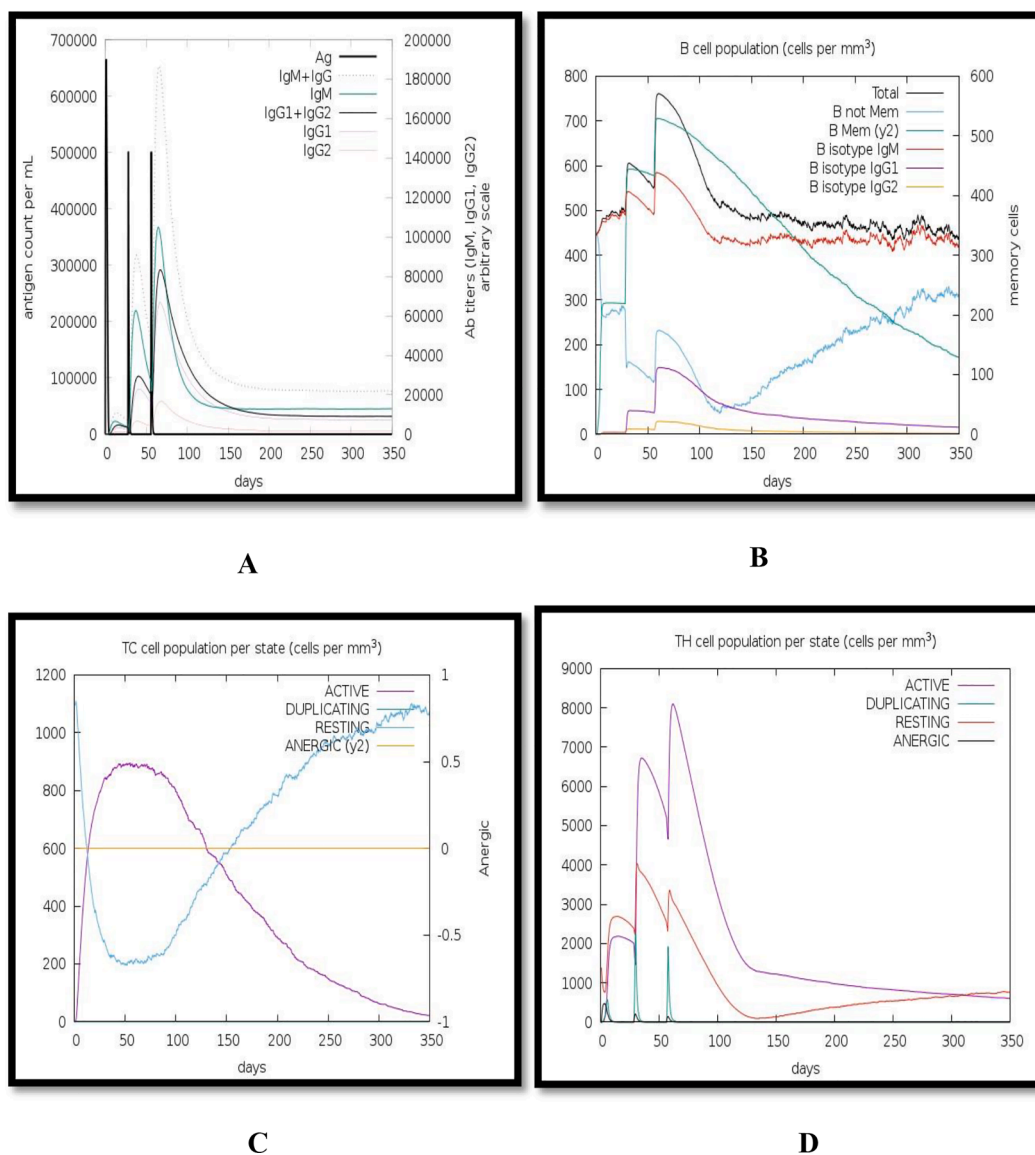 700000
600000
500000
400000
300000
200000
100000
0
antigen count per mL
Ag
IgM+IgG
IgM
IgG1+IgG2
IgG1
IgG2
200000
180000
160000
140000
120000
100000
80000
60000
40000
20000
0
Ab titers (IgM, IgG1, IgG2)
arbitrary scale
0 50 100 150 200 250 300 350
days
A
B cell population (cells per mm³)
800
700
600
500
400
300
200
100
0
Total
B not Mem
B Mem (y2)
B isotype IgM
B isotype IgG1
B isotype IgG2
600
500
400
300
200
100
0
memory cells
0 50 100 150 200 250 300 350
days
B
TC cell population per state (cells per mm³)
1200
1000
800
600
400
200
0
ACTIVE
DUPLICATING
RESTING
ANERGIC (y2)
1
0.5
0
-0.5
-1
Anergic
0 50 100 150 200 250 300 350
days
C
TH cell population per state (cells per mm³)
9000
8000
7000
6000
5000
4000
3000
2000
1000
0
ACTIVE
DUPLICATING
RESTING
ANERGIC
0 50 100 150 200 250 300 350
days
D